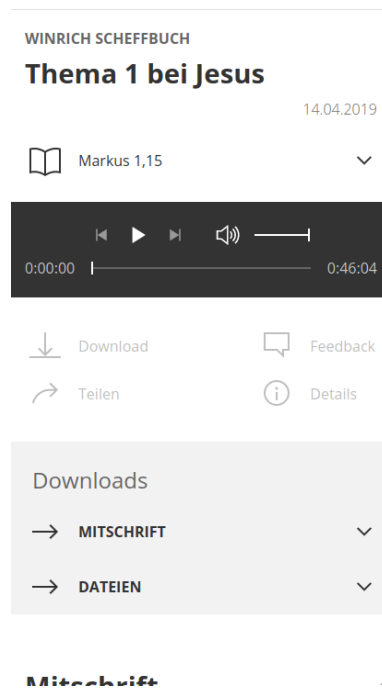 WINRICH SCHEFFBUCH
Thema 1 bei Jesus
14.04.2019
Markus 1,15
0:00:00 0:46:04
Download Feedback
Teilen Details
Downloads
MITSCHRIFT
DATEIEN
Mitschrift